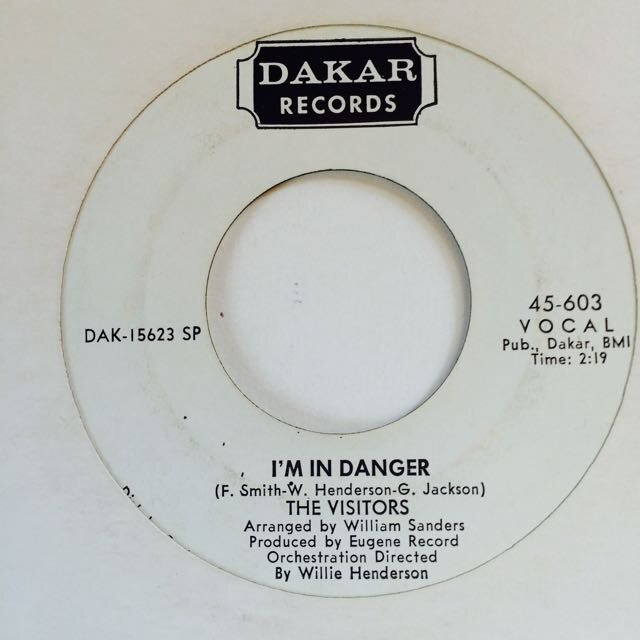 DAKAR
RECORDS
DAK-15623 SP
45-603
VOCAL
Pub., Dakar, BMI
Time: 2:19
I'M IN DANGER
(F. Smith-W. Henderson-G. Jackson)
THE VISITORS
Arranged by William Sanders
Produced by Eugene Record
Orchestration Directed
By Willie Henderson